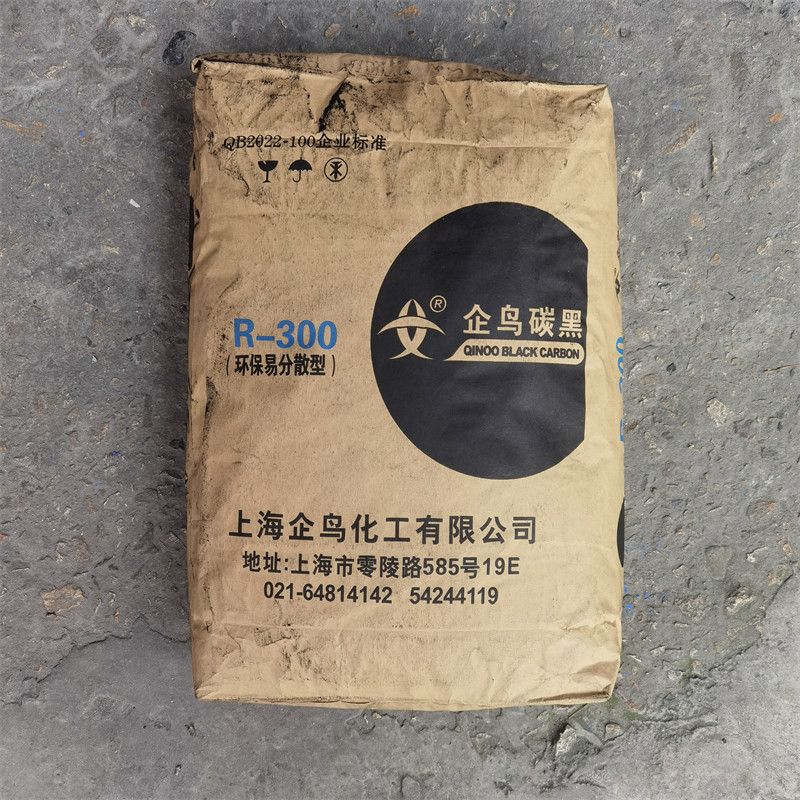 QB2022-100企业标准
R-300
（环保易分散型）
®
企鸟碳黑
QINOO BLACK CARBON
上海企鸟化工有限公司
地址:上海市零陵路585号19E
021-64814142 54244119